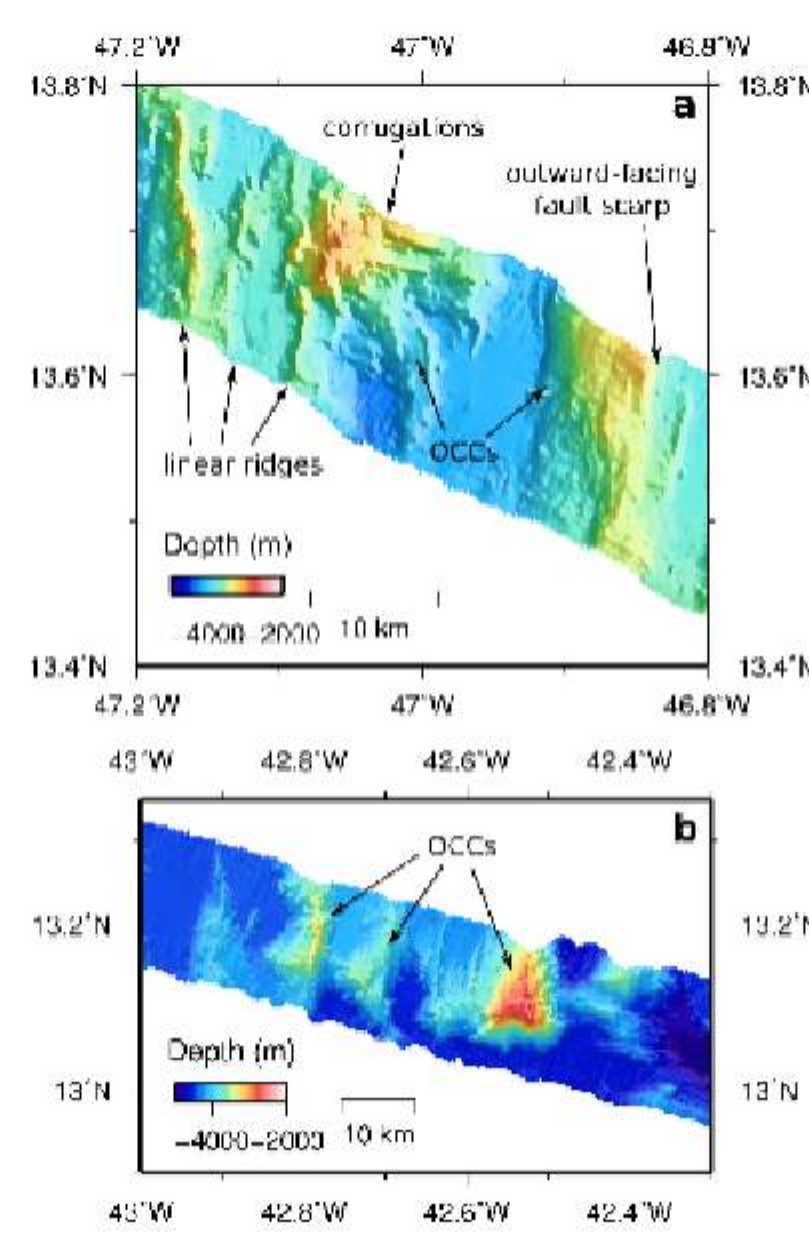 47.2°W 47°W 46.8°W
13.8°N a 13.8°N
corrugations
outward-facing
fault scarp
13.6°N 13.6°N
OCCs
linear ridges
Depth (m)
-4000-2000 10 km
13.4°N 13.4°N
47.2°W 47°W 46.8°W
43°W 42.8°W 42.6°W 42.4°W
b
OCCs
13.2°N 13.2°N
Depth (m)
13°N 13°N
-4000-2000 10 km
43°W 42.8°W 42.6°W 42.4°W